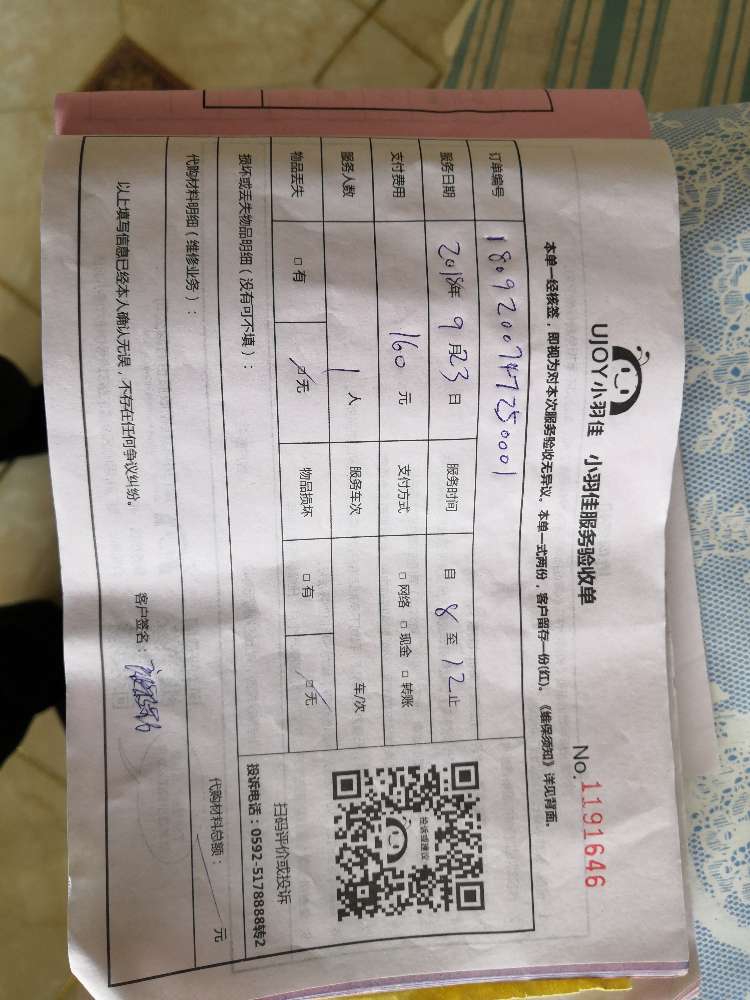 UJOY小羽佳 小羽佳服务验收单
No.1191646
本单一经核签，即视为对本次服务验收无异议。本单一式两份，客户留存一份(红)。《维保须知》详见背面。
订单编号 1809200747250001
服务日期 2018年 9月23日 服务时间 自 8 至 12止
支付费用 160 元 支付方式 □网络 □现金 □转账
服务人数 1 人 服务车次 车/次
物品丢失 □有 □无 物品损坏 □有 □无
投诉或建议
扫码评价或投诉
投诉电话：0592-5178888转2
损坏或丢失物品明细（没有可不填）：
代购材料明细（维修业务）： 代购材料总额： 元
以上填写信息已经本人确认无误，不存在任何争议纠纷。 客户签名：